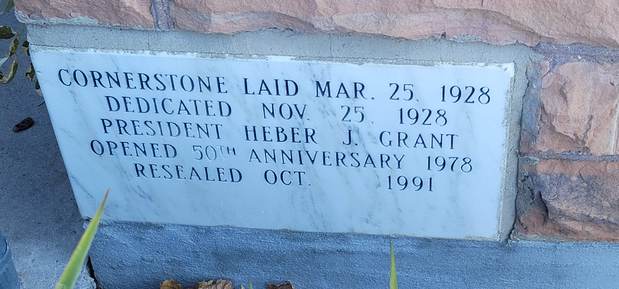 CORNERSTONE LAID MAR. 25. 1928
DEDICATED NOV. 25 1928
PRESIDENT HEBER J. GRANT
OPENED 50TH ANNIVERSARY 1978
RESEALED OCT. 1991